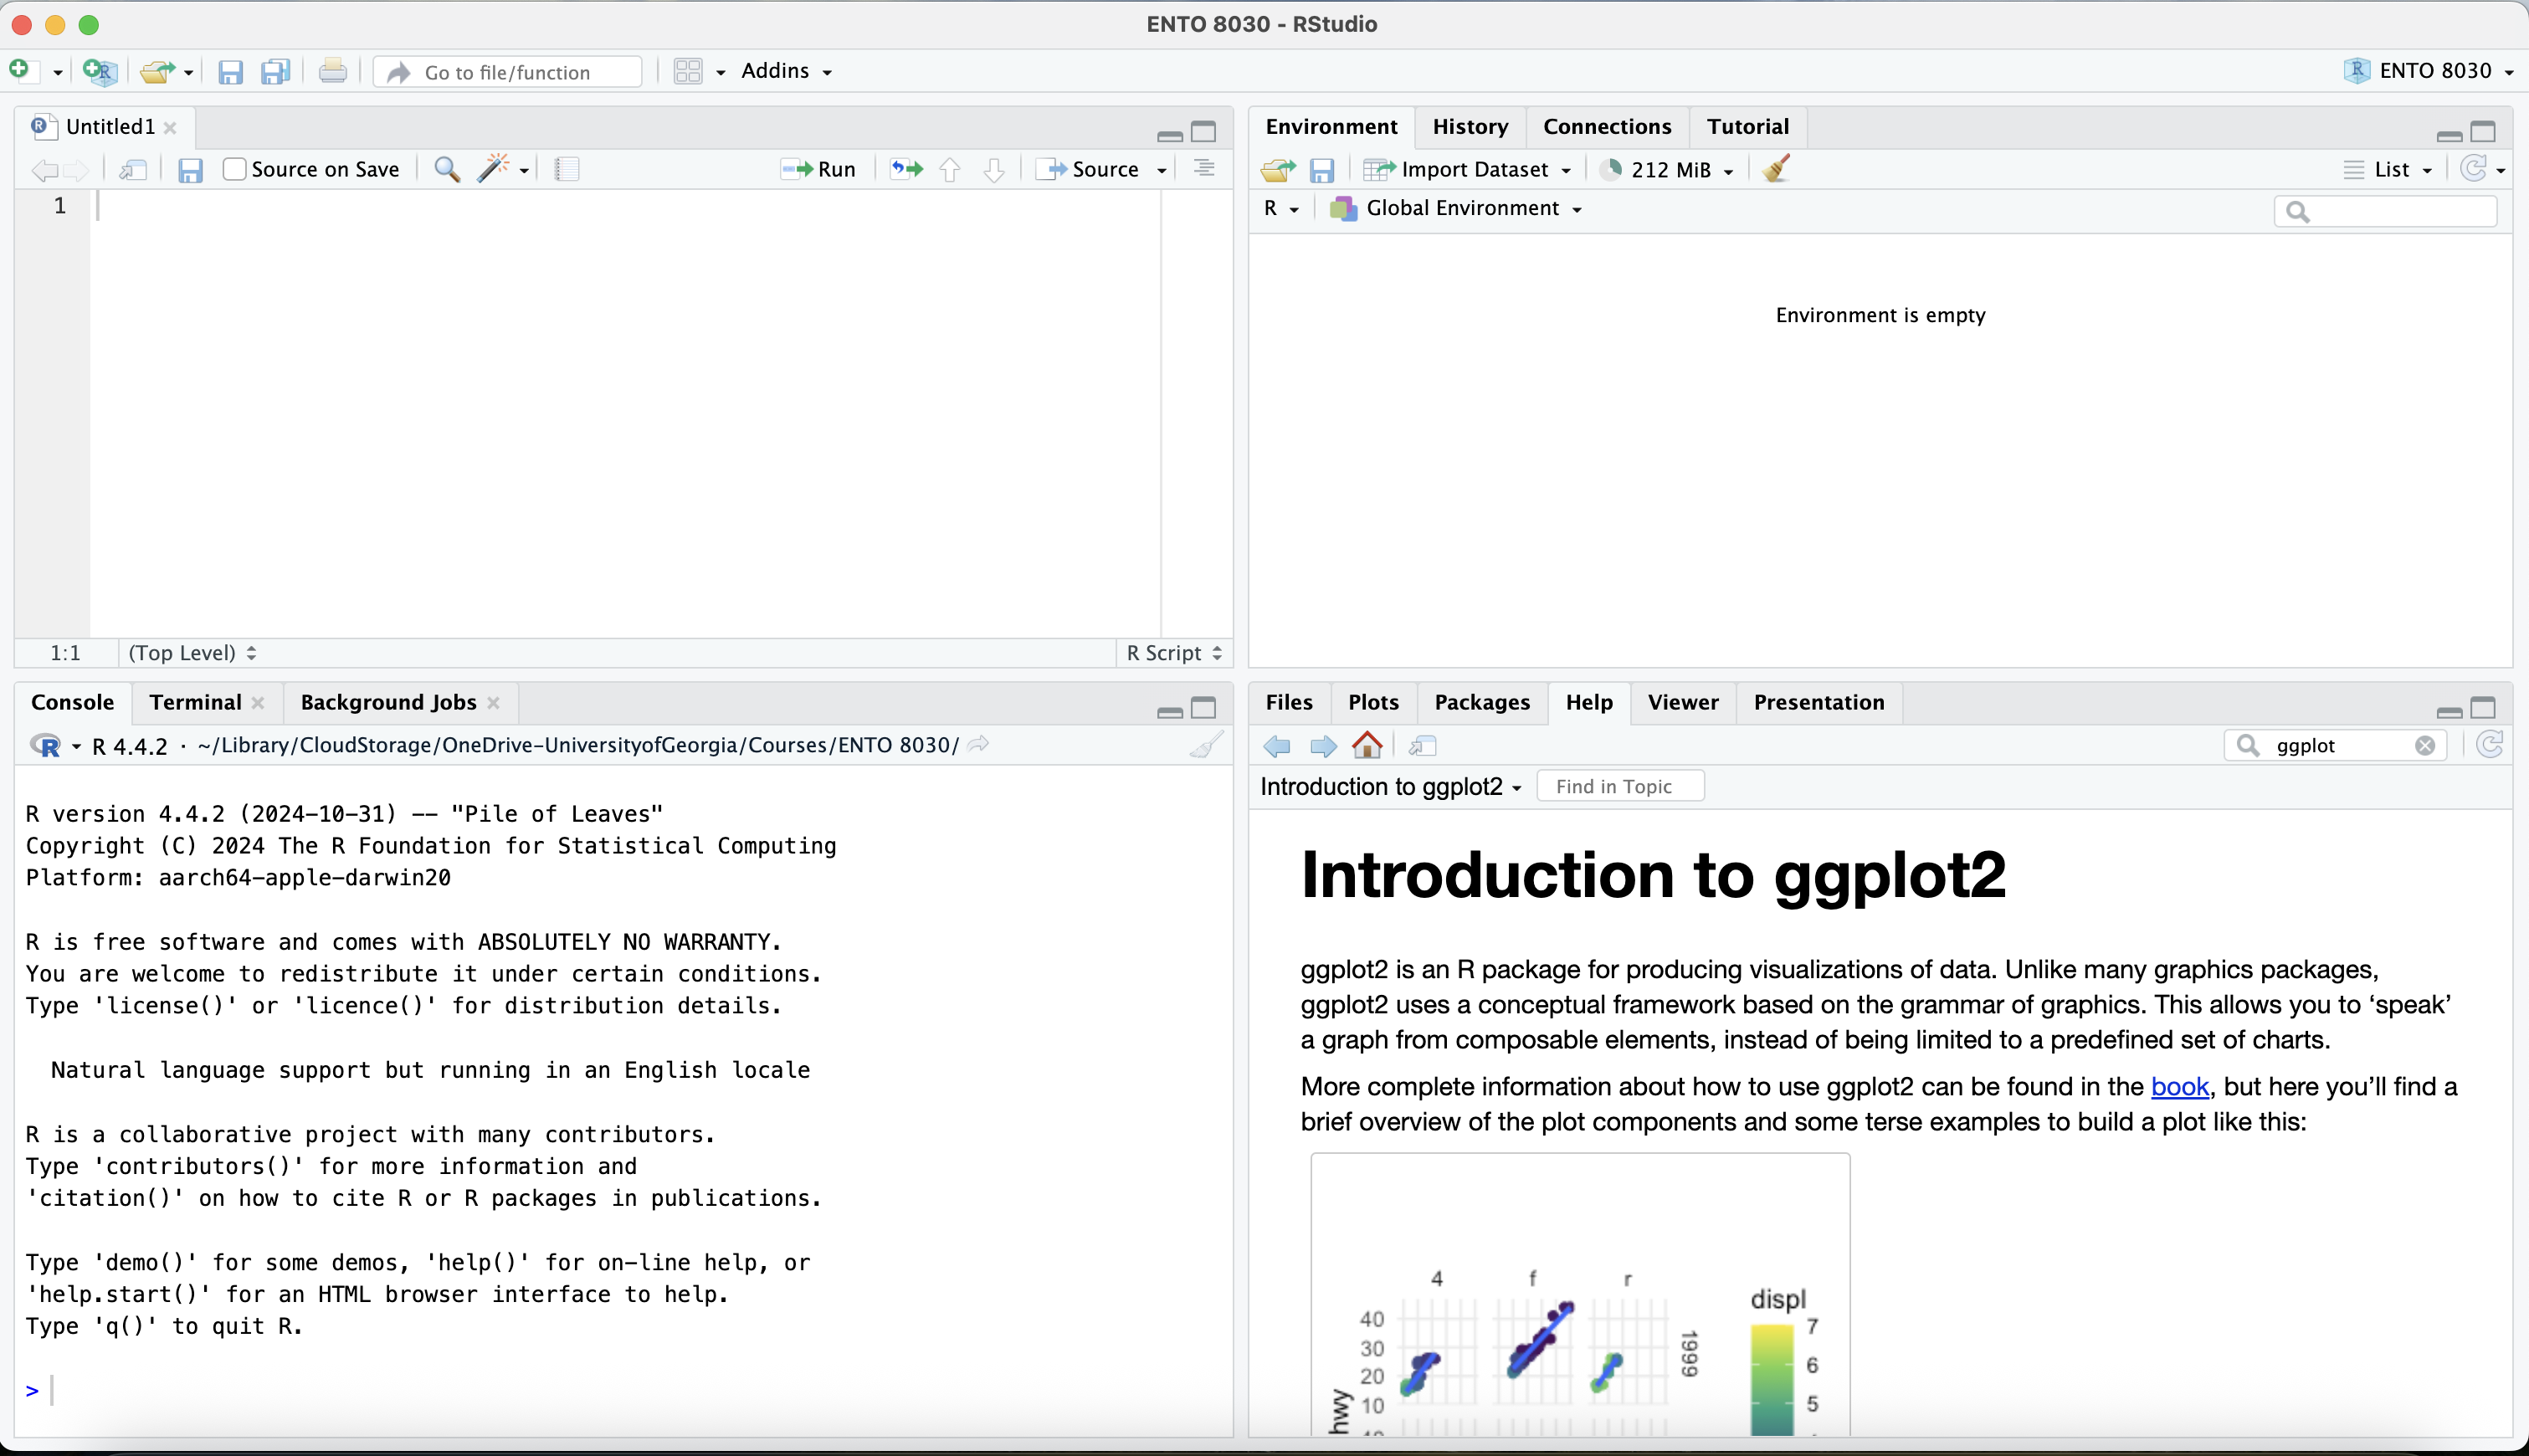 ENTO 8030 - RStudio
Go to file/function
Addins
ENTO 8030
Untitled1
Source on Save
Run
Source
1
1:1
(Top Level)
R Script
Environment
History
Connections
Tutorial
Import Dataset
212 MiB
List
R
Global Environment
Environment is empty
Console
Terminal
Background Jobs
R 4.4.2 · ~/Library/CloudStorage/OneDrive-UniversityofGeorgia/Courses/ENTO 8030/
R version 4.4.2 (2024-10-31) -- "Pile of Leaves"
Copyright (C) 2024 The R Foundation for Statistical Computing
Platform: aarch64-apple-darwin20
R is free software and comes with ABSOLUTELY NO WARRANTY.
You are welcome to redistribute it under certain conditions.
Type 'license()' or 'licence()' for distribution details.
Natural language support but running in an English locale
R is a collaborative project with many contributors.
Type 'contributors()' for more information and
'citation()' on how to cite R or R packages in publications.
Type 'demo()' for some demos, 'help()' for on-line help, or
'help.start()' for an HTML browser interface to help.
Type 'q()' to quit R.
>
Files
Plots
Packages
Help
Viewer
Presentation
ggplot
Introduction to ggplot2
Find in Topic
Introduction to ggplot2
ggplot2 is an R package for producing visualizations of data. Unlike many graphics packages,
ggplot2 uses a conceptual framework based on the grammar of graphics. This allows you to ‘speak’
a graph from composable elements, instead of being limited to a predefined set of charts.
More complete information about how to use ggplot2 can be found in the book, but here you’ll find a
brief overview of the plot components and some terse examples to build a plot like this:
4
f
r
40
30
20
10
hwy
1999
displ
7
6
5